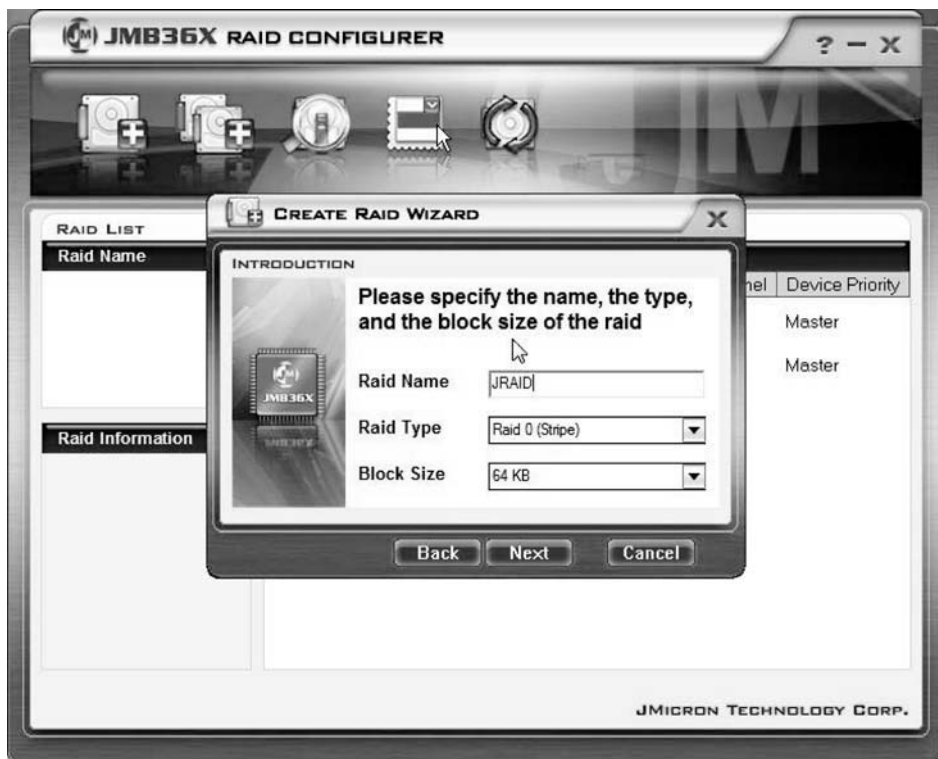 JMB36X RAID CONFIGURER
? – X
JM
RAID LIST
Raid Name
nel Device Priority
Master
Master
Raid Information
CREATE RAID WIZARD
X
INTRODUCTION
Please specify the name, the type,
and the block size of the raid
JM
JMB36X
Raid Name JRAID
Raid Type Raid 0 (Stripe)
Block Size 64 KB
Back Next Cancel
JMICRON TECHNOLOGY CORP.